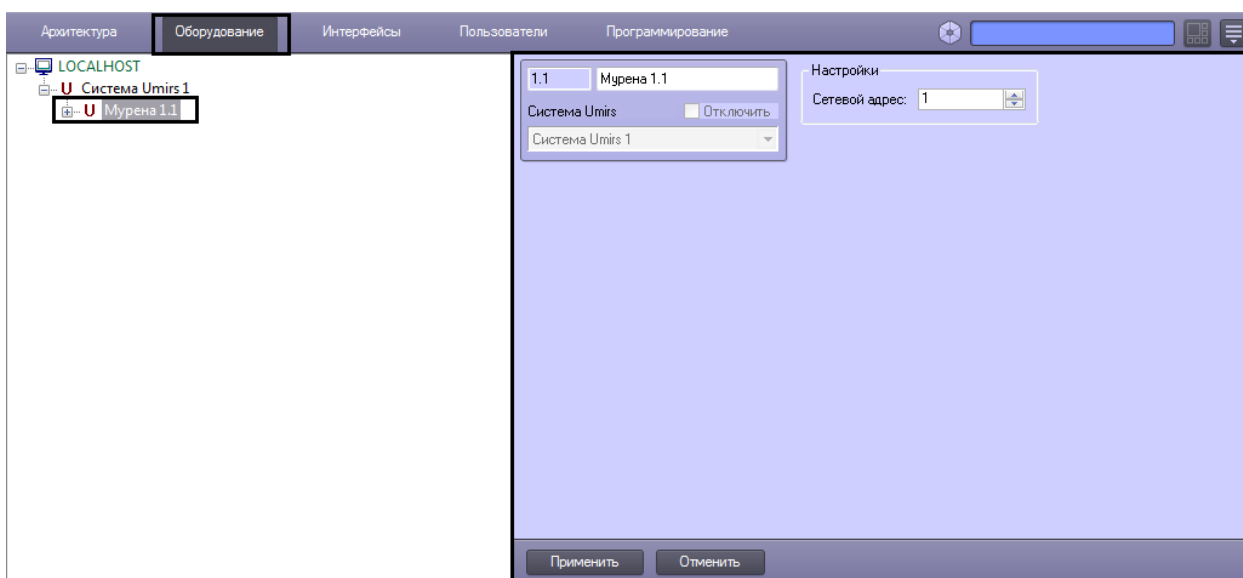 Архитектура Оборудование Интерфейсы Пользователи Программирование
LOCALHOST
U Система Umirs 1
U Мурена 1.1
1.1 Мурена 1.1
Система Umirs Отключить
Система Umirs 1
Настройки
Сетевой адрес: 1
Применить Отменить